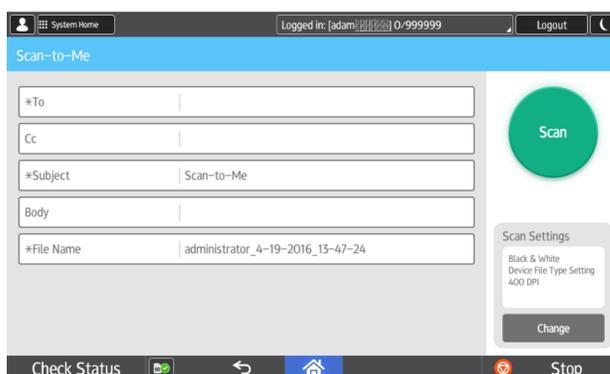 System Home
Logged in: [adam] 0/999999
Logout
Scan-to-Me
*To
Cc
Scan
*Subject
Scan-to-Me
Body
*File Name
administrator_4-19-2016_13-47-24
Scan Settings
Black & White
Device File Type Setting
400 DPI
Change
Check Status
Stop